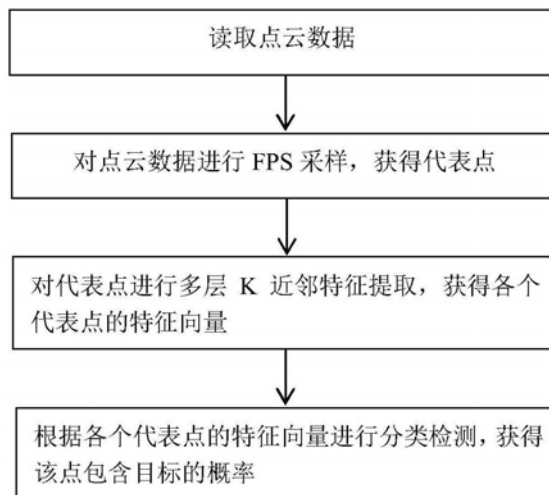 读取点云数据
对点云数据进行 FPS 采样，获得代表点
对代表点进行多层 K 近邻特征提取，获得各个
代表点的特征向量
根据各个代表点的特征向量进行分类检测，获得
该点包含目标的概率